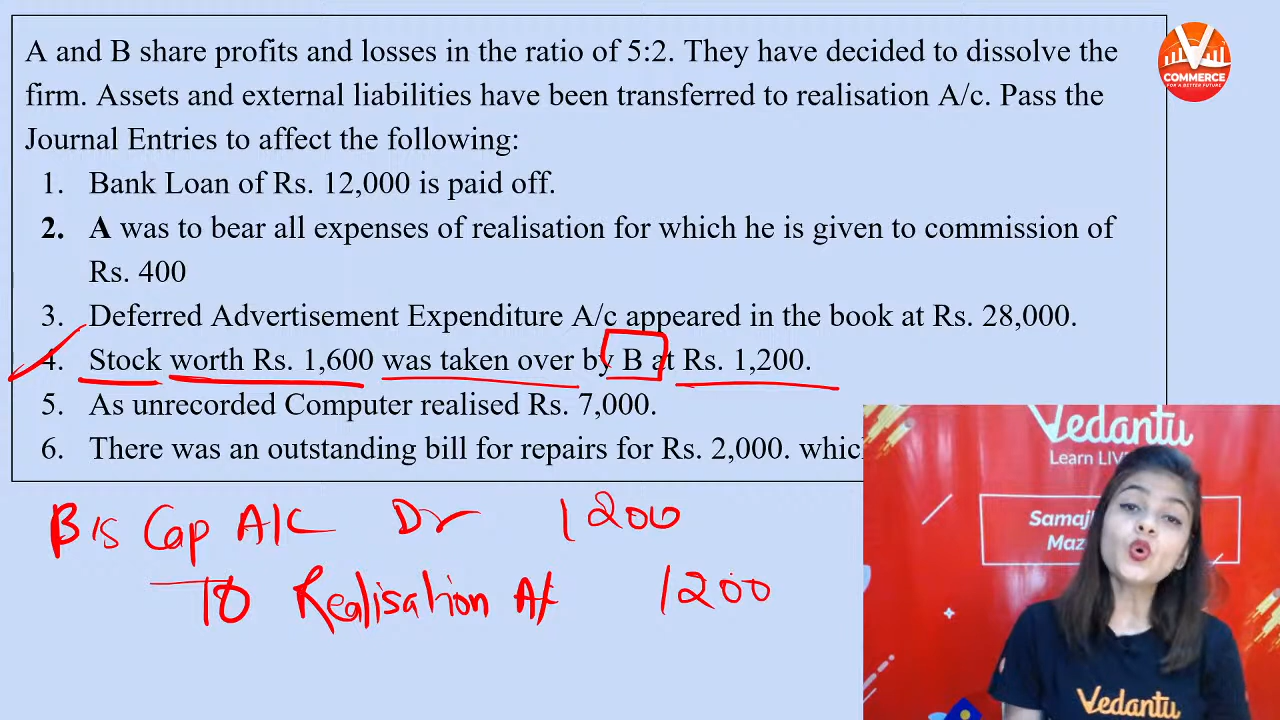 A and B share profits and losses in the ratio of 5:2. They have decided to dissolve the
firm. Assets and external liabilities have been transferred to realisation A/c. Pass the
Journal Entries to affect the following:
1. Bank Loan of Rs. 12,000 is paid off.
2. A was to bear all expenses of realisation for which he is given to commission of
Rs. 400
3. Deferred Advertisement Expenditure A/c appeared in the book at Rs. 28,000.
4. Stock worth Rs. 1,600 was taken over by B at Rs. 1,200.
5. As unrecorded Computer realised Rs. 7,000.
6. There was an outstanding bill for repairs for Rs. 2,000.
B's Cap A/C Dr 1200
To Realisation A/c 1200
V
COMMERCE
FOR A BETTER FUTURE
Vedantu
Learn LIV
Samaj
Maz
Vedantu